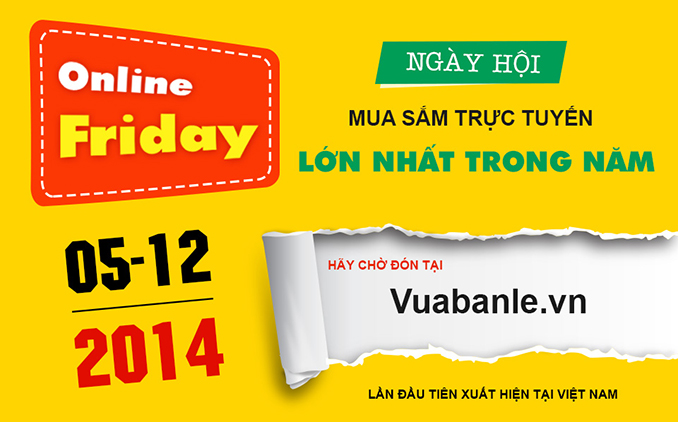 Online
Friday
NGÀY HỘI
MUA SẮM TRỰC TUYẾN
LỚN NHẤT TRONG NĂM
05-12
2014
HÃY CHỜ ĐÓN TẠI
Vuabanle.vn
LẦN ĐẦU TIÊN XUẤT HIỆN TẠI VIỆT NAM